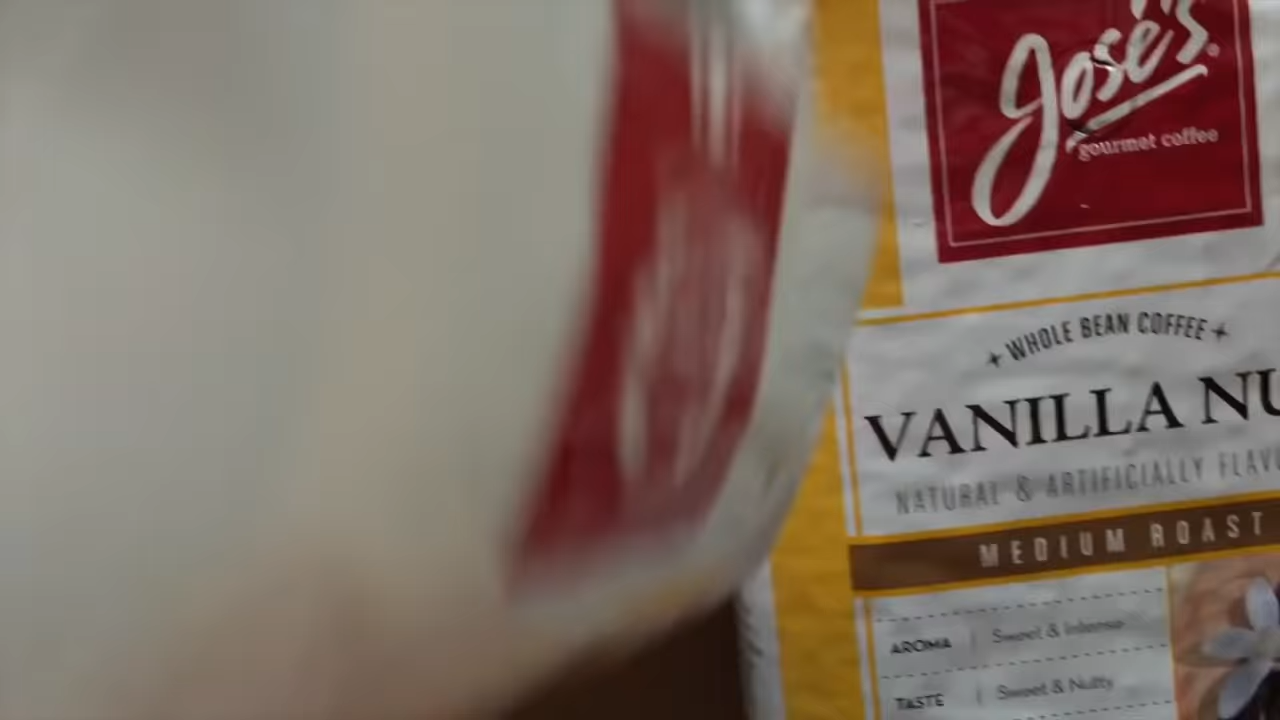 José's
gourmet coffee
WHOLE BEAN COFFEE
VANILLA NU
NATURAL & ARTIFICIALLY FLAV
MEDIUM ROAST
AROMA | Sweet & Intense
TASTE | Sweet & Nutty